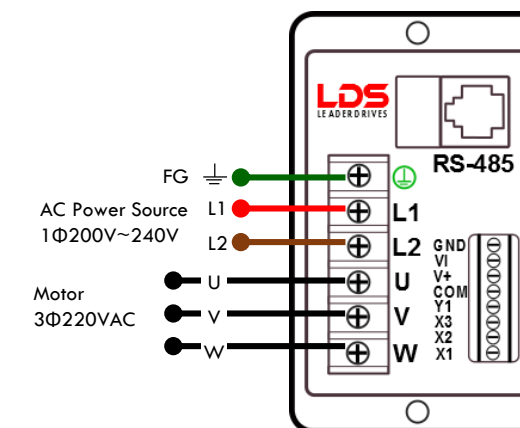 LDS
LEADERDRIVES
RS-485
FG
AC Power Source L1
1Φ200V~240V
L2
L1
L2
Motor
3Φ220VAC
U
V
W
U
V
W
GND
VI
V+
COM
Y1
X3
X2
X1